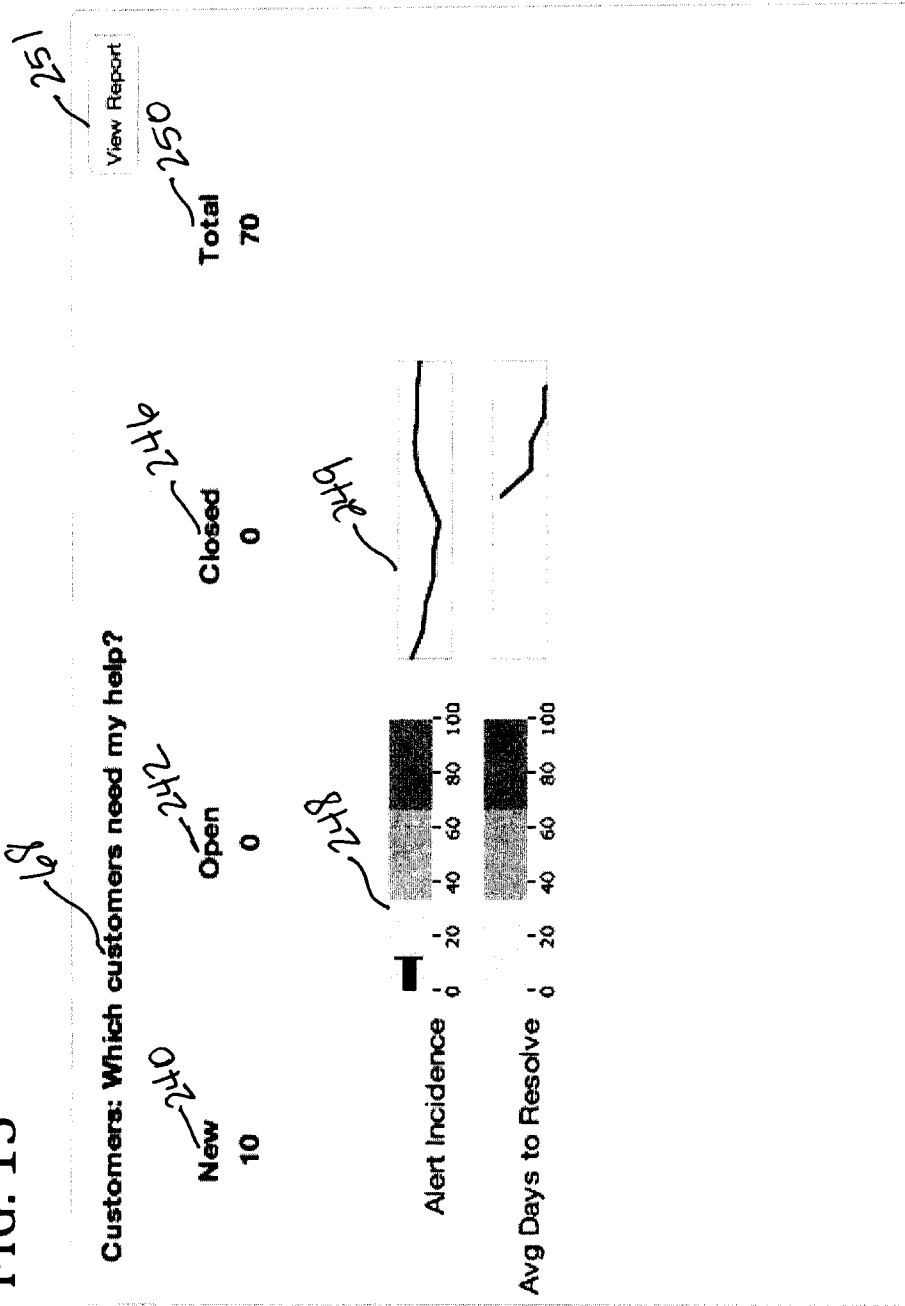 FIG. 15
251
View Report
68
Customers: Which customers need my help?
240
242
246
250
New
Open
Closed
Total
10
0
0
70
248
249
Alert Incidence
0 20 40 60 80 100
Avg Days to Resolve
0 20 40 60 80 100